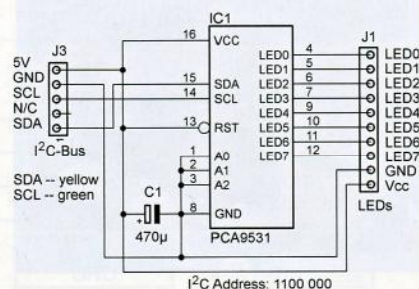 IC1
J3
5V
GND
SCL
N/C
SDA
I²C-Bus
SDA -- yellow
SCL -- green
C1
+
470µ
16
VCC
15
SDA
14
SCL
13
RST
1
A0
2
A1
3
A2
8
GND
LED0
4
LED1
5
LED2
6
LED3
7
LED4
9
LED5
10
LED6
11
LED7
12
PCA9531
J1
LED0
LED1
LED2
LED3
LED4
LED5
LED6
LED7
GND
Vcc
LEDs
I²C Address: 1100 000